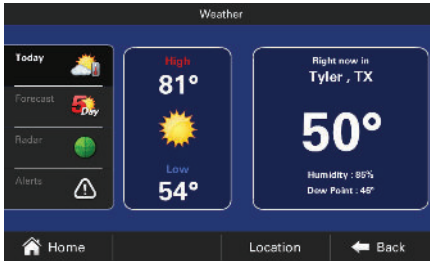 Weather
Today
Forecast
5 Day
Radar
Alerts
High
81°
Low
54°
Right now in
Tyler , TX
50°
Humidity : 85%
Dew Point : 46°
Home
Location
Back